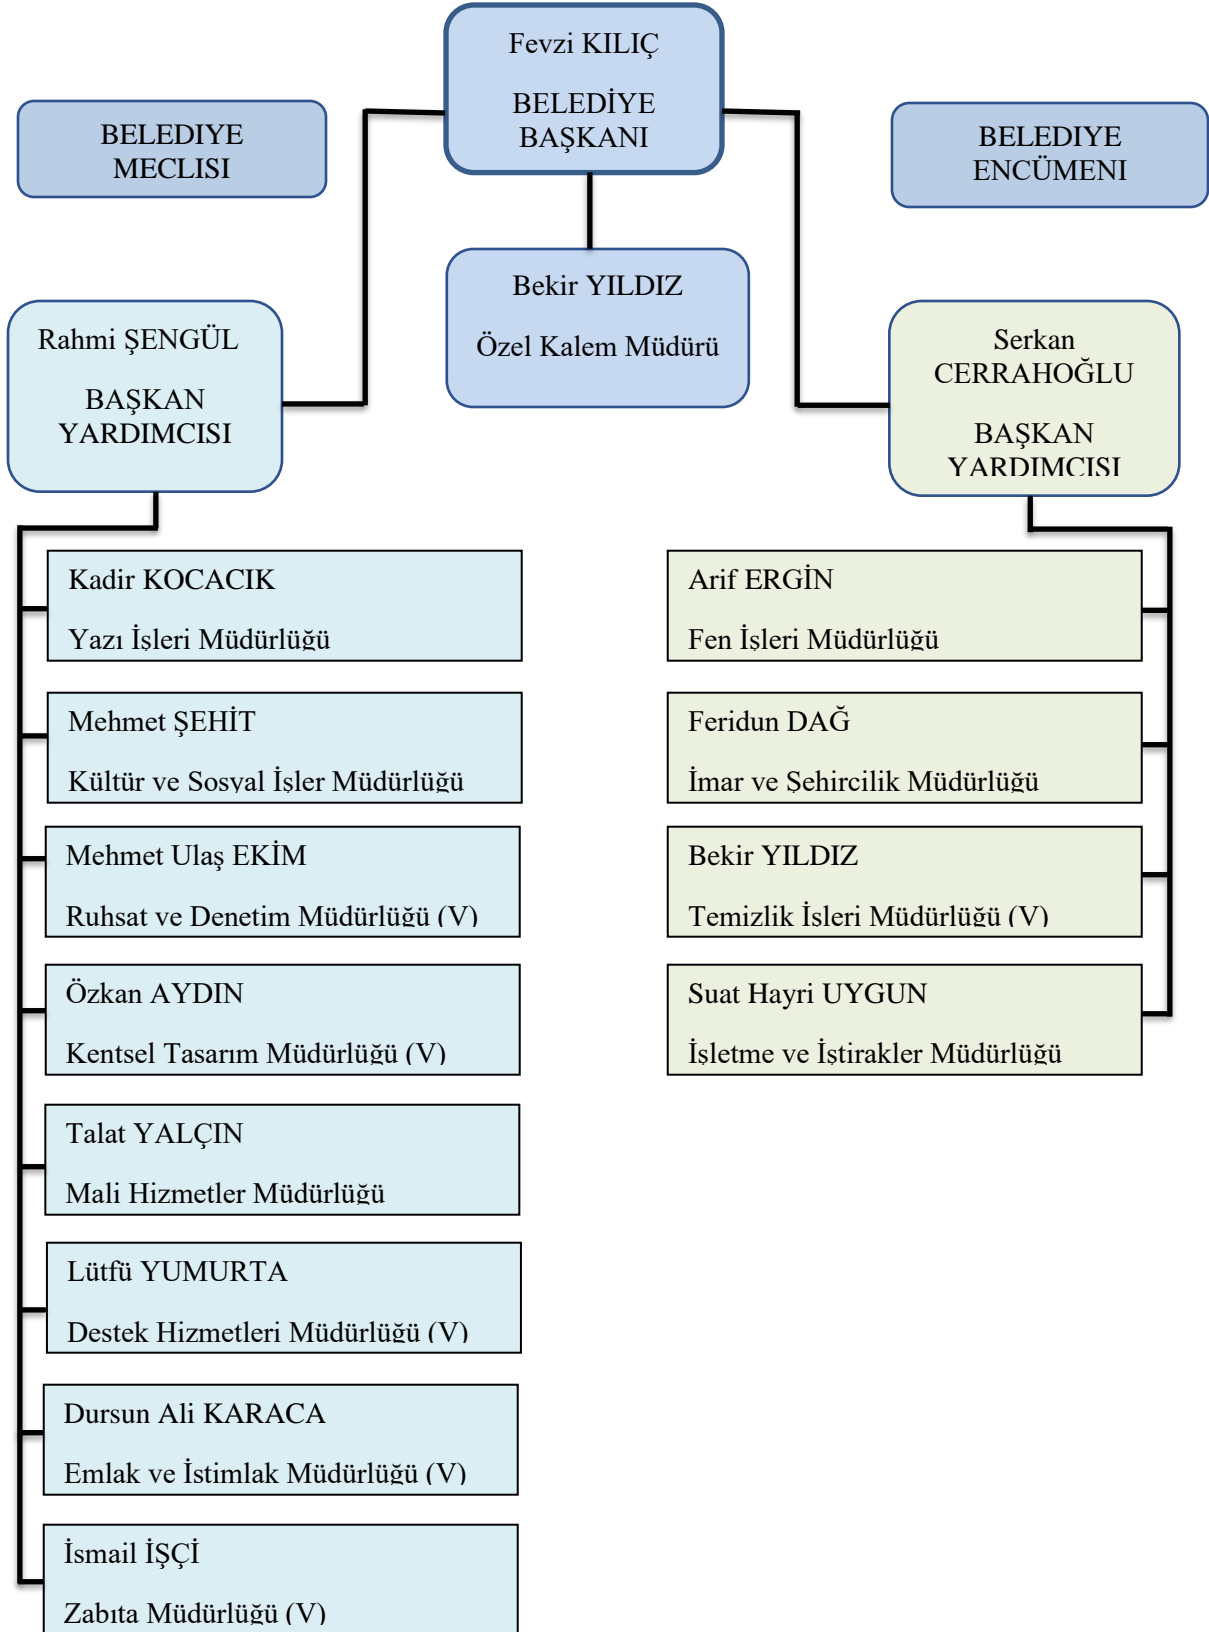 Fevzi KILIÇ
BELEDİYE
BAŞKANI
BELEDIYE
MECLISI
BELEDIYE
ENCÜMENI
Bekir YILDIZ
Özel Kalem Müdürü
Rahmi ŞENGÜL
BAŞKAN
YARDIMCISI
Serkan
CERRAHOĞLU
BAŞKAN
YARDIMCISI
Kadir KOCACIK
Yazı İşleri Müdürlüğü
Mehmet ŞEHİT
Kültür ve Sosyal İşler Müdürlüğü
Mehmet Ulaş EKİM
Ruhsat ve Denetim Müdürlüğü (V)
Özkan AYDIN
Kentsel Tasarım Müdürlüğü (V)
Talat YALÇIN
Mali Hizmetler Müdürlüğü
Lütfü YUMURTA
Destek Hizmetleri Müdürlüğü (V)
Dursun Ali KARACA
Emlak ve İstimlak Müdürlüğü (V)
İsmail İŞÇİ
Zabıta Müdürlüğü (V)
Arif ERGİN
Fen İşleri Müdürlüğü
Feridun DAĞ
İmar ve Şehircilik Müdürlüğü
Bekir YILDIZ
Temizlik İşleri Müdürlüğü (V)
Suat Hayri UYGUN
İşletme ve İştirakler Müdürlüğü